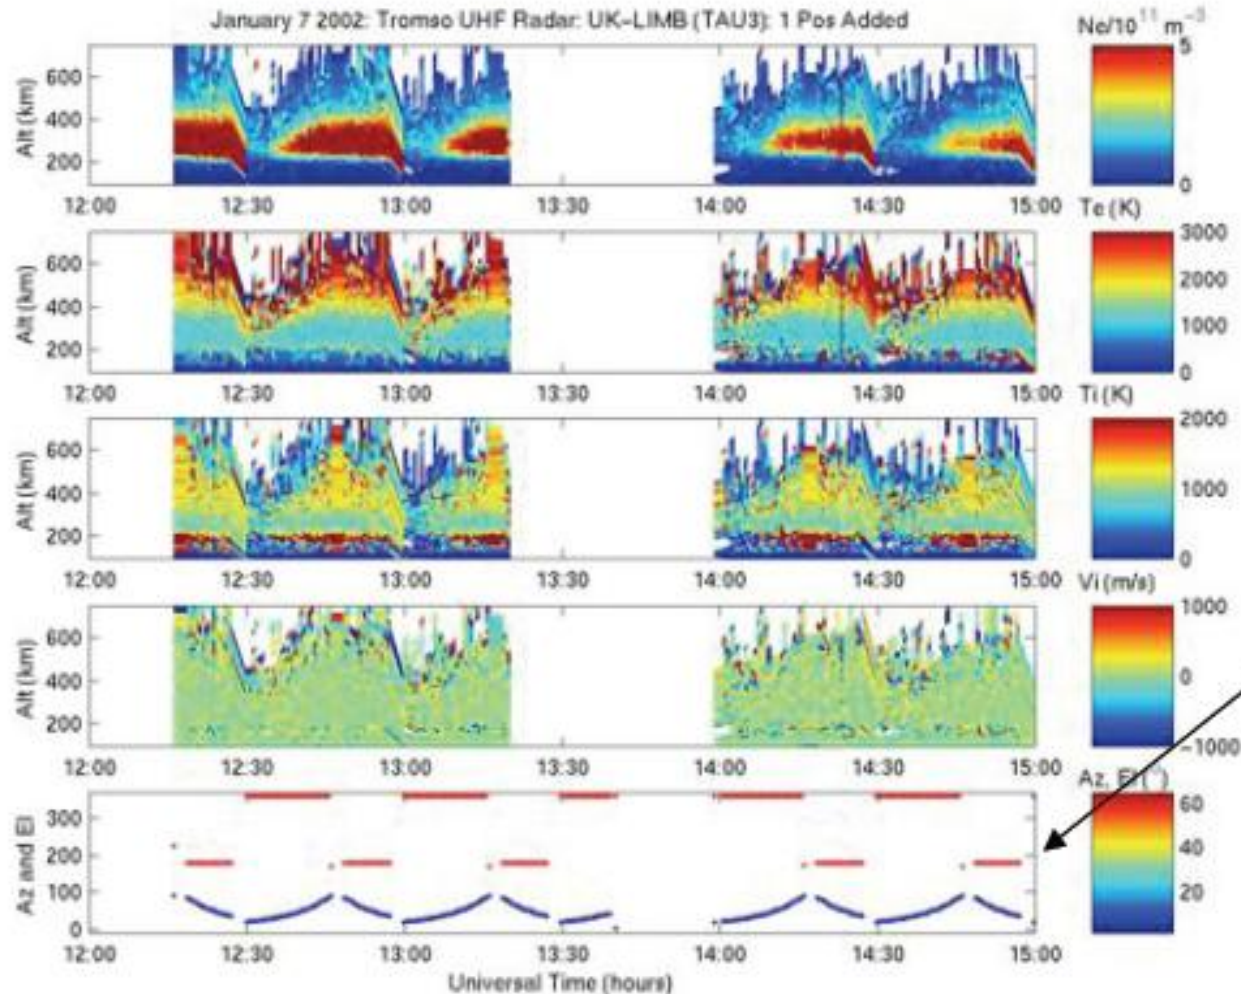 January 7 2002: Tromso UHF Radar: UK-LIMB (TAU3): 1 Pos Added
Ne/10^11 m^-3
Alt (km)
600
400
200
5
0
12:00 12:30 13:00 13:30 14:00 14:30 15:00
Te (K)
Alt (km)
600
400
200
3000
2000
1000
0
12:00 12:30 13:00 13:30 14:00 14:30 15:00
Ti (K)
Alt (km)
600
400
200
2000
1000
0
12:00 12:30 13:00 13:30 14:00 14:30 15:00
Vi (m/s)
Alt (km)
600
400
200
1000
0
-1000
12:00 12:30 13:00 13:30 14:00 14:30 15:00
Az, El (°)
Az and El
300
200
100
0
60
40
20
12:00 12:30 13:00 13:30 14:00 14:30 15:00
Universal Time (hours)